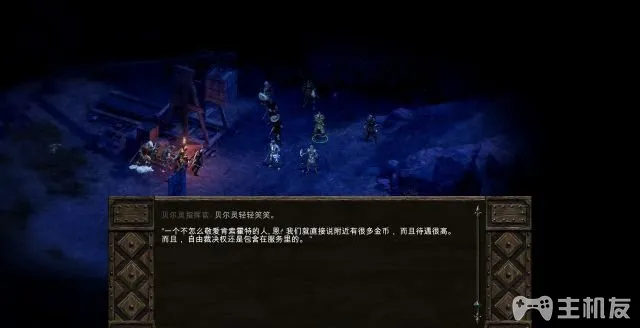 贝尔灵指挥官: 贝尔灵轻轻笑笑。
"一个不怎么敬爱肯索霍特的人,恩!我们就直接说附近有很多金币，而且待遇很高。
而且，自由裁决权还是包含在服务里的。"
主机友